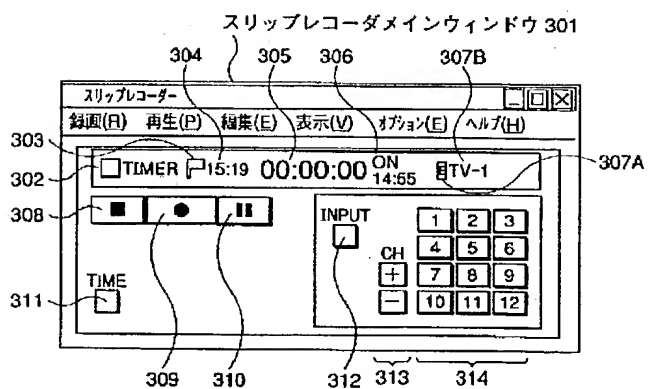 スリップレコーダメインウィンドウ 301
304 305 306 307B
スリップレコーダー
録画(R) 再生(P) 編集(E) 表示(V) オプション(E) ヘルプ(H)
303
302 TIMER 15:19 00:00:00 ON 14:55 TV-1 307A
308
INPUT 1 2 3
4 5 6
CH
+ 7 8 9
TIME
311 − 10 11 12
309 310 312 313 314